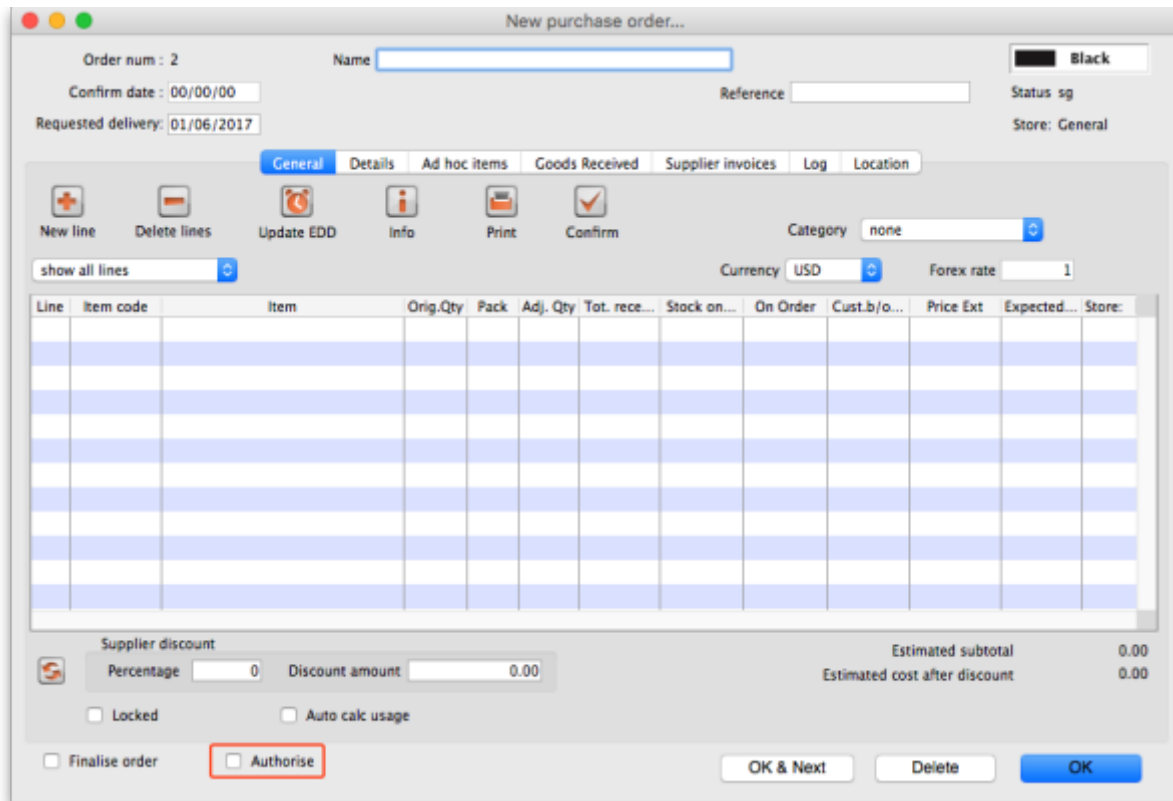 New purchase order...
Order num : 2
Name
Black
Confirm date : 00/00/00
Reference
Status sg
Requested delivery: 01/06/2017
Store: General
General Details Ad hoc items Goods Received Supplier invoices Log Location
New line Delete lines Update EDD Info Print Confirm
Category none
show all lines
Currency USD
Forex rate 1
Line Item code Item Orig.Qty Pack Adj. Qty Tot. rece... Stock on... On Order Cust.b/o... Price Ext Expected... Store:
Supplier discount
Percentage 0 Discount amount 0.00
Estimated subtotal 0.00
Estimated cost after discount 0.00
Locked Auto calc usage
Finalise order Authorise
OK & Next Delete OK